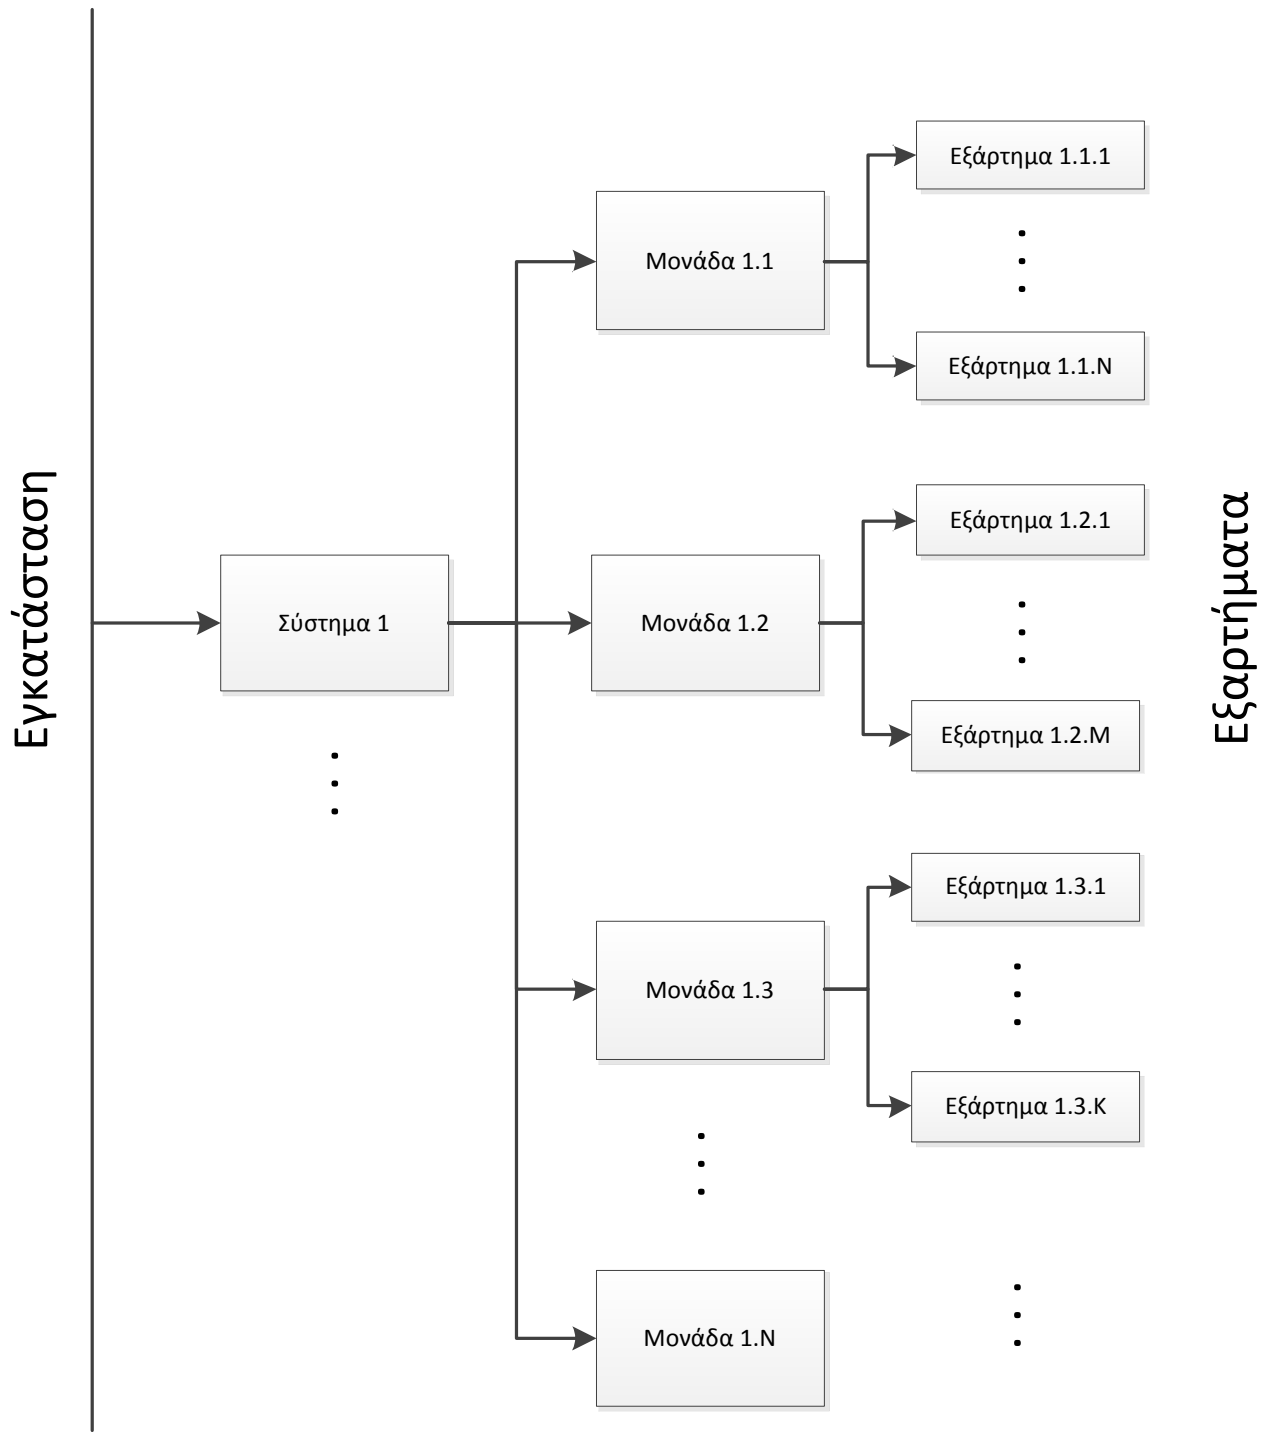 Εγκατάσταση
Σύστημα 1
Μονάδα 1.1
Εξάρτημα 1.1.1
Εξάρτημα 1.1.N
Μονάδα 1.2
Εξάρτημα 1.2.1
Εξάρτημα 1.2.M
Μονάδα 1.3
Εξάρτημα 1.3.1
Εξάρτημα 1.3.K
Μονάδα 1.N
Εξαρτήματα